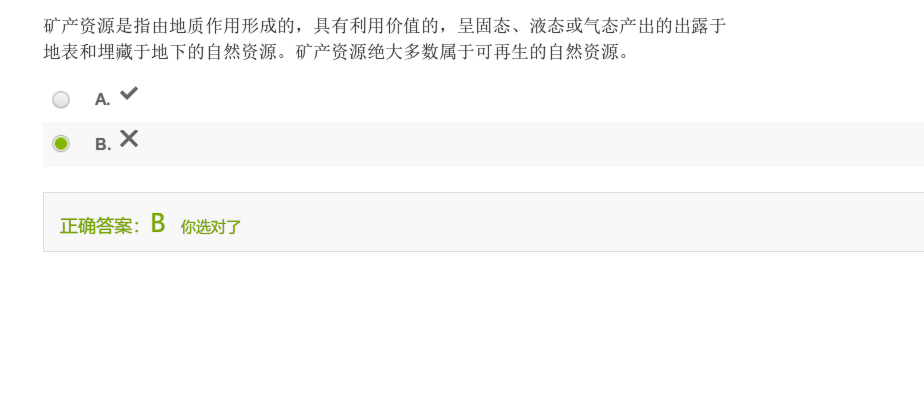 矿产资源是指由地质作用形成的，具有利用价值的，呈固态、液态或气态产出的出露于
地表和埋藏于地下的自然资源。矿产资源绝大多数属于可再生的自然资源。
A. ✓
B. ✕
正确答案：B 你选对了